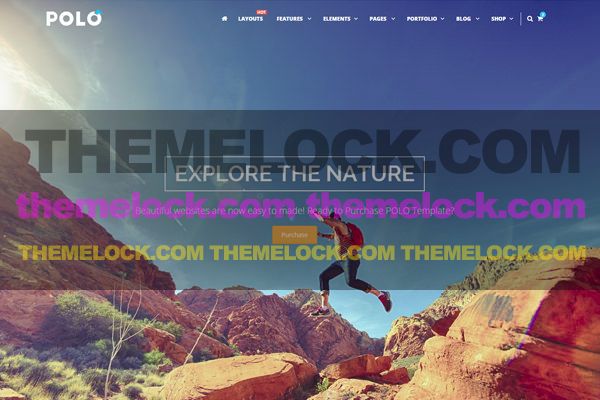 POLO
HOT
LAYOUTS FEATURES ELEMENTS PAGES PORTFOLIO BLOG SHOP
THEMELOCK.COM
EXPLORE THE NATURE
themelock.com themelock.com
Beautiful websites are now easy to made! Ready to Purchase POLO Template?
Purchase
THEMELOCK.COM THEMELOCK.COM THEMELOCK.COM